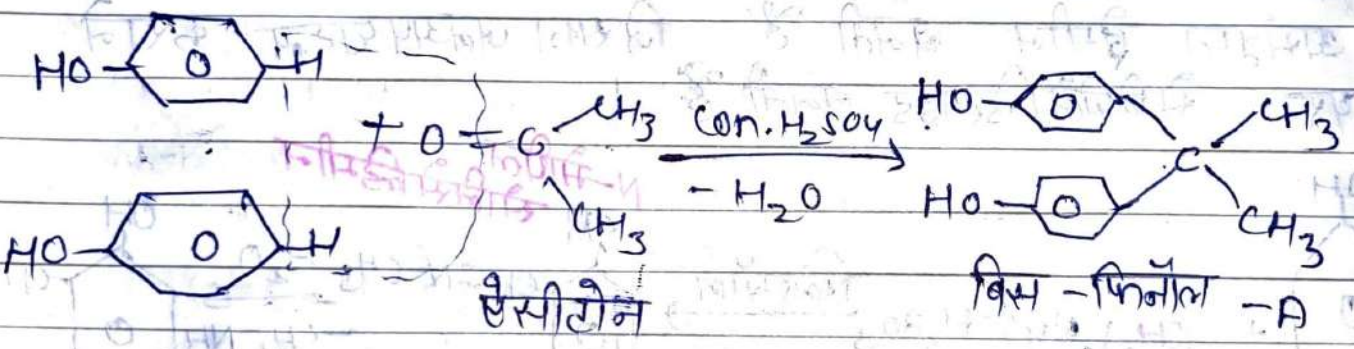 HO- O -H
+ O = C CH3 CH3
HO- O -H
ऐसीटोन
Con. H2SO4
- H2O
HO- O
HO- O
C CH3 CH3
बिस - फिनॉल - A